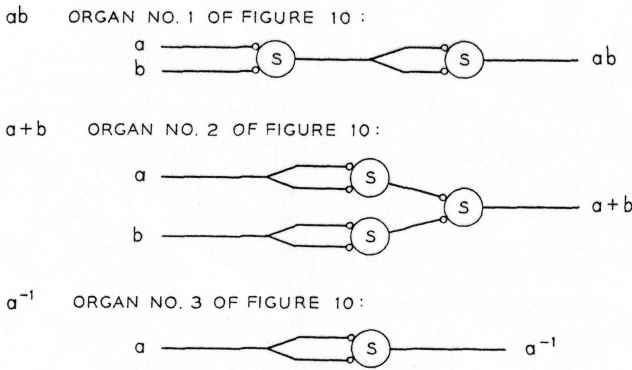 ab ORGAN NO. 1 OF FIGURE 10:
a
b
S S ab
a+b ORGAN NO. 2 OF FIGURE 10:
a S
S a+b
b S
a⁻¹ ORGAN NO. 3 OF FIGURE 10:
a S a⁻¹